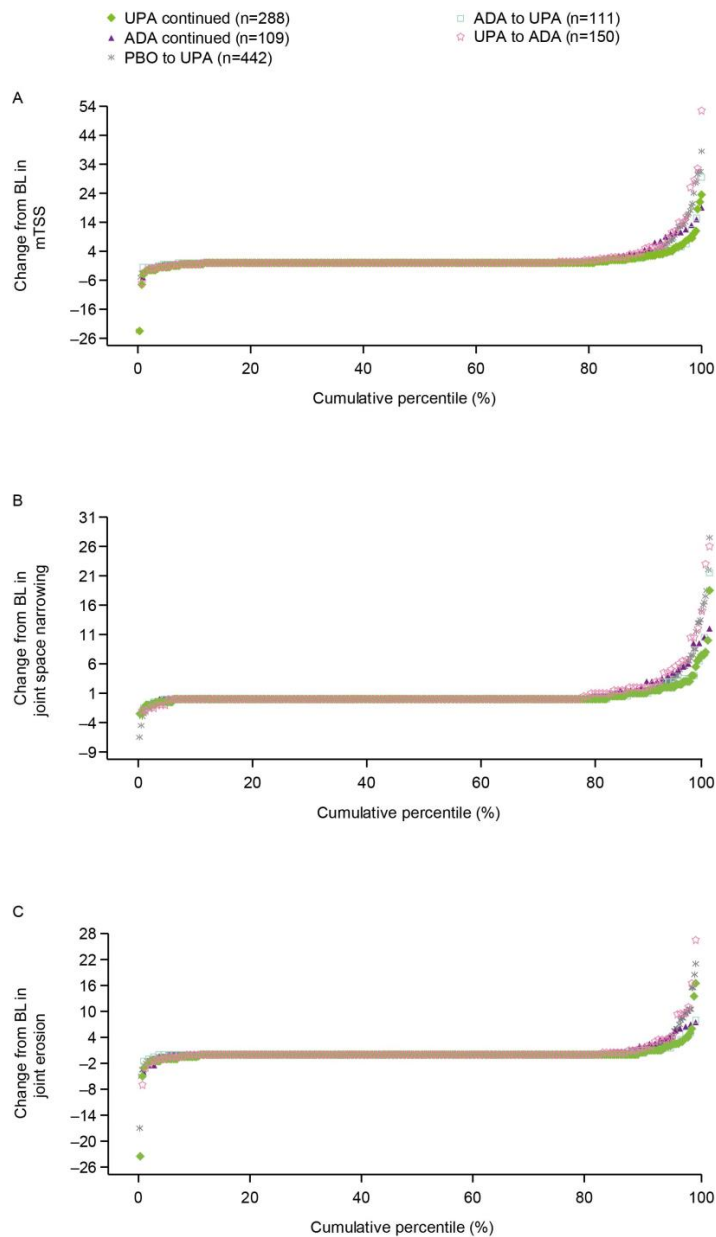 UPA continued (n=288)
ADA to UPA (n=111)
ADA continued (n=109)
UPA to ADA (n=150)
PBO to UPA (n=442)
A
54
44
34
24
14
4
–6
–16
–26
Change from BL in
mTSS
0 20 40 60 80 100
Cumulative percentile (%)
B
31
26
21
16
11
6
1
–4
–9
Change from BL in
joint space narrowing
0 20 40 60 80 100
Cumulative percentile (%)
C
28
22
16
10
4
–2
–8
–14
–20
–26
Change from BL in
joint erosion
0 20 40 60 80 100
Cumulative percentile (%)